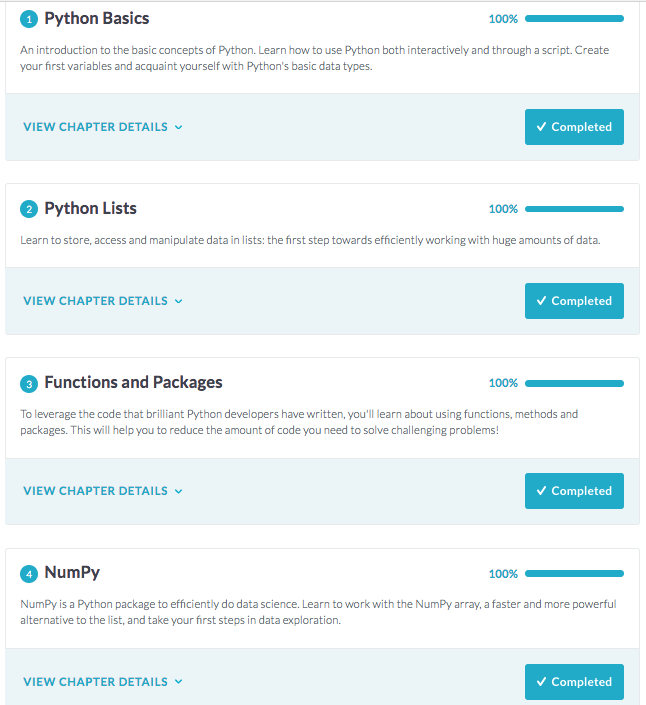 1 Python Basics 100%
An introduction to the basic concepts of Python. Learn how to use Python both interactively and through a script. Create
your first variables and acquaint yourself with Python's basic data types.
VIEW CHAPTER DETAILS Completed
2 Python Lists 100%
Learn to store, access and manipulate data in lists: the first step towards efficiently working with huge amounts of data.
VIEW CHAPTER DETAILS Completed
3 Functions and Packages 100%
To leverage the code that brilliant Python developers have written, you'll learn about using functions, methods and
packages. This will help you to reduce the amount of code you need to solve challenging problems!
VIEW CHAPTER DETAILS Completed
4 NumPy 100%
NumPy is a Python package to efficiently do data science. Learn to work with the NumPy array, a faster and more powerful
alternative to the list, and take your first steps in data exploration.
VIEW CHAPTER DETAILS Completed